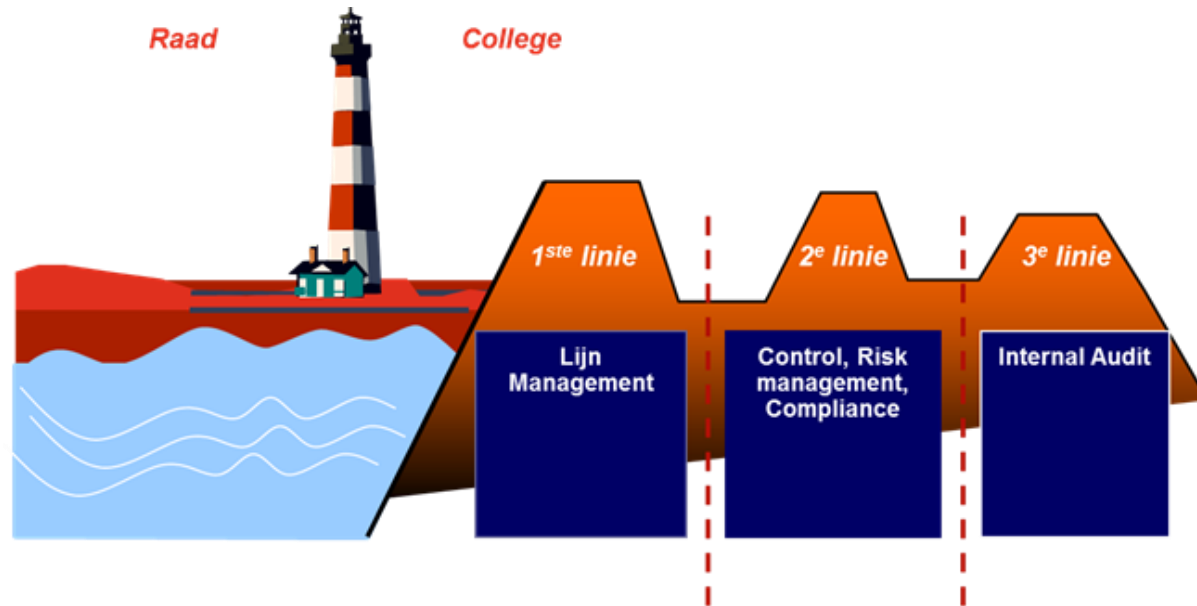 Raad
College
1ste linie
2e linie
3e linie
Lijn
Management
Control, Risk
management,
Compliance
Internal Audit